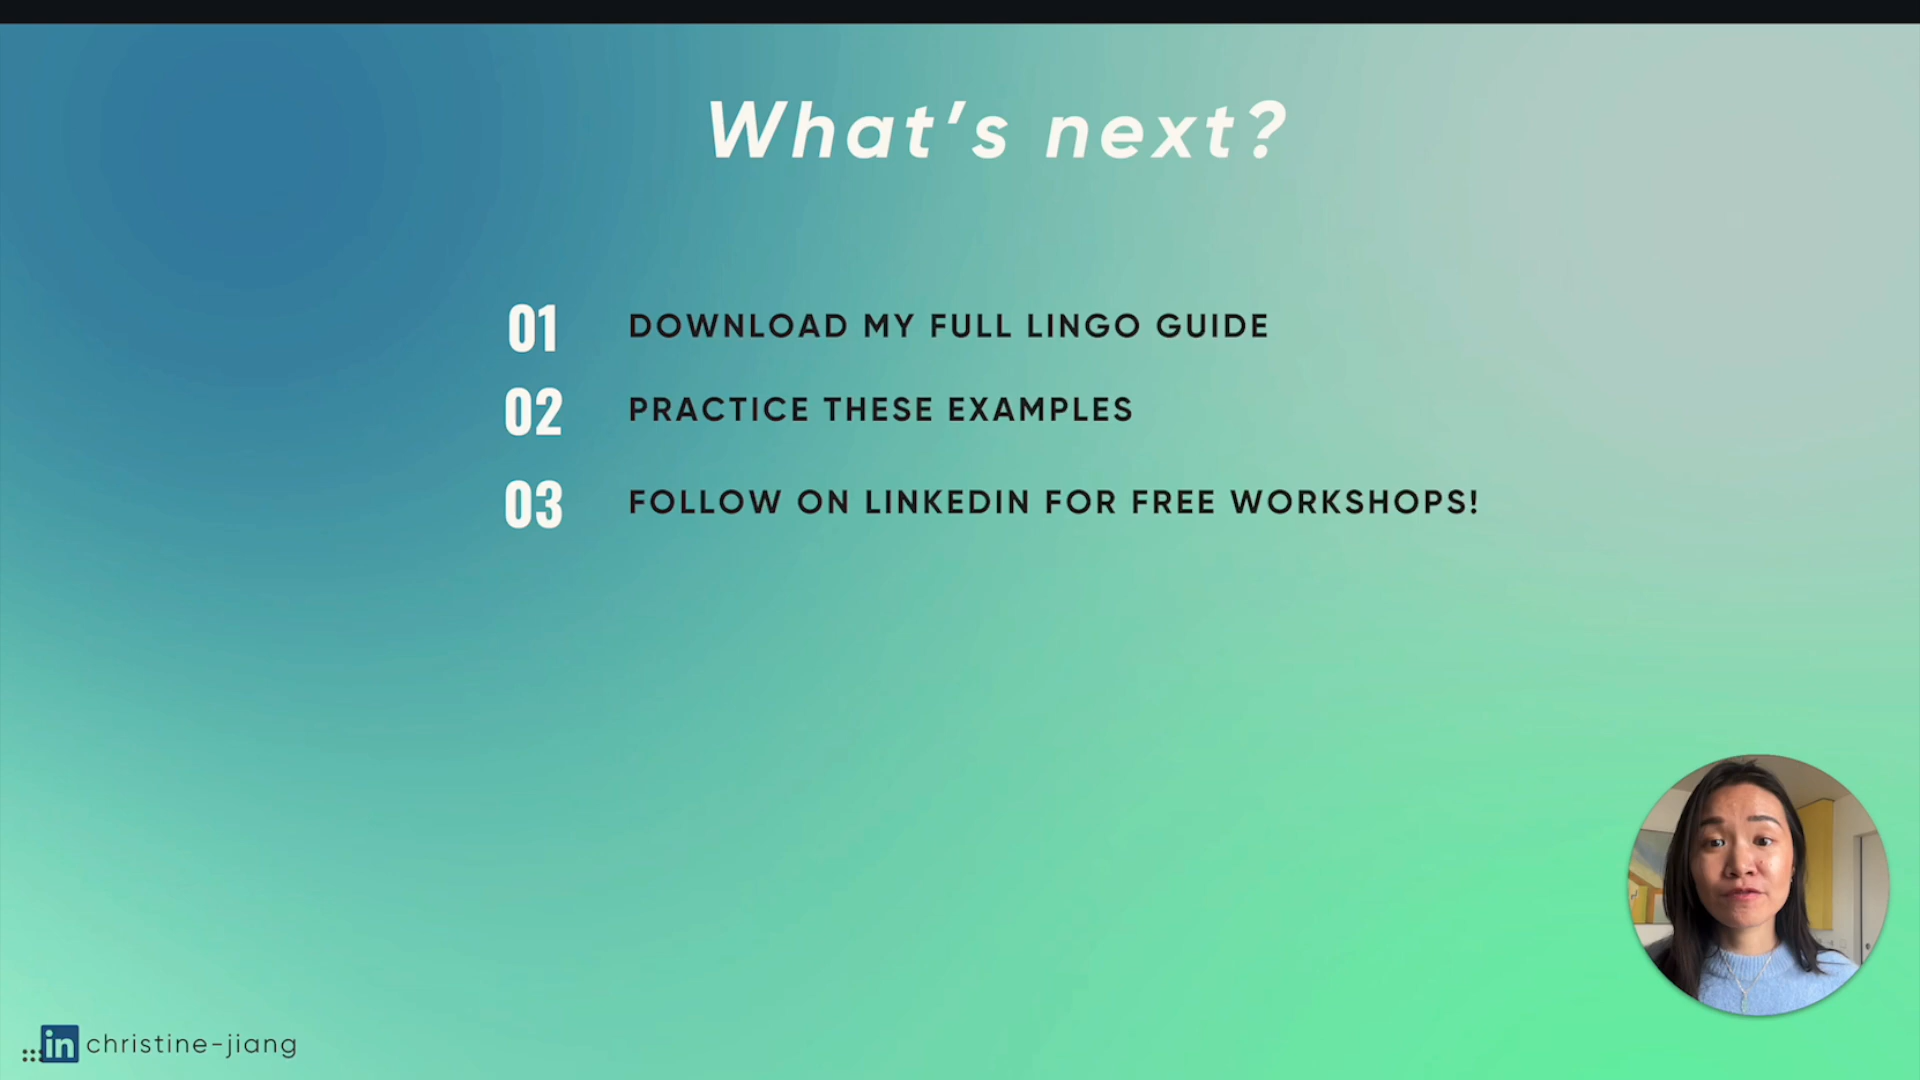 What's next?
01 DOWNLOAD MY FULL LINGO GUIDE
02 PRACTICE THESE EXAMPLES
03 FOLLOW ON LINKEDIN FOR FREE WORKSHOPS!
in christine-jiang